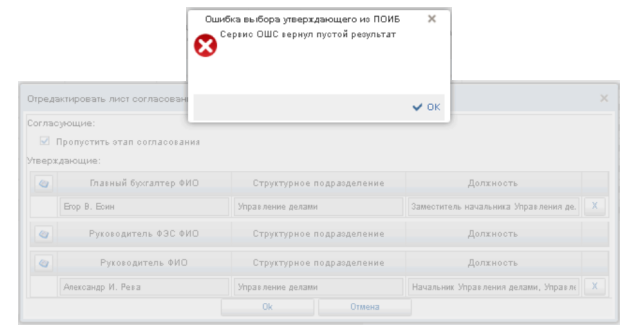 Ошибка выбора утверждающего из ПОИБ
Сервис ОШС вернул пустой результат
OK
Отредактировать лист согласован
Согласующие:
Пропустить этап согласования
Утверждающие:
Главный бухгалтер ФИО Структурное подразделение Должность
Егор В. Есин Управление делами Заместитель начальника Управления де. X
Руководитель ФЭС ФИО Структурное подразделение Должность
Руководитель ФИО Структурное подразделение Должность
Александр И. Река Управление делами Начальник Управления делами, Управле X
Ok Отмена